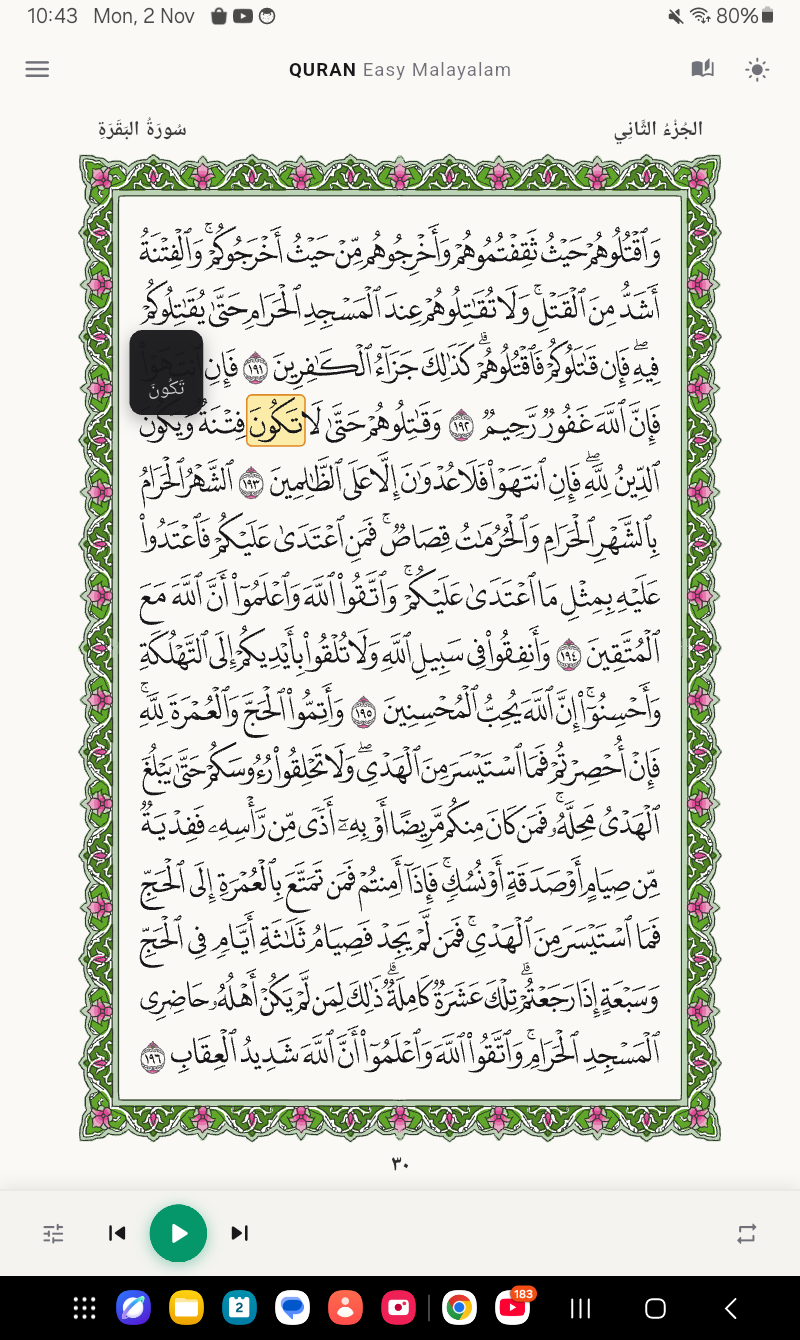 10:43 Mon, 2 Nov 80%
QURAN Easy Malayalam
سُورَةُ البَقَرَةِ الجُزْءُ الثَّانِي
وَٱقۡتُلُوهُمۡ حَيۡثُ ثَقِفۡتُمُوهُمۡ وَأَخۡرِجُوهُم مِّنۡ حَيۡثُ أَخۡرَجُوكُمۡۚ وَٱلۡفِتۡنَةُ
أَشَدُّ مِنَ ٱلۡقَتۡلِۚ وَلَا تُقَٰتِلُوهُمۡ عِندَ ٱلۡمَسۡجِدِ ٱلۡحَرَامِ حَتَّىٰ يُقَٰتِلُوكُمۡ
فِيهِۖ فَإِن قَٰتَلُوكُمۡ فَٱقۡتُلُوهُمۡۗ كَذَٰلِكَ جَزَآءُ ٱلۡكَٰفِرِينَ ١٩١ فَإِنِ
تَكُونَ
فَإِنَّ ٱللَّهَ غَفُورٌ رَّحِيمٌ ١٩٢ وَقَٰتِلُوهُمۡ حَتَّىٰ لَا تَكُونَ فِتۡنَةٌ وَيَكُونَ
ٱلدِّينُ لِلَّهِۖ فَإِنِ ٱنتَهَوۡاْ فَلَا عُدۡوَٰنَ إِلَّا عَلَى ٱلظَّٰلِمِينَ ١٩٣ ٱلشَّهۡرُ ٱلۡحَرَامُ
بِٱلشَّهۡرِ ٱلۡحَرَامِ وَٱلۡحُرُمَٰتُ قِصَاصٌۚ فَمَنِ ٱعۡتَدَىٰ عَلَيۡكُمۡ فَٱعۡتَدُواْ
عَلَيۡهِ بِمِثۡلِ مَا ٱعۡتَدَىٰ عَلَيۡكُمۡۚ وَٱتَّقُواْ ٱللَّهَ وَٱعۡلَمُوٓاْ أَنَّ ٱللَّهَ مَعَ
ٱلۡمُتَّقِينَ ١٩٤ وَأَنفِقُواْ فِي سَبِيلِ ٱللَّهِ وَلَا تُلۡقُواْ بِأَيۡدِيكُمۡ إِلَى ٱلتَّهۡلُكَةِ
وَأَحۡسِنُوٓاْۚ إِنَّ ٱللَّهَ يُحِبُّ ٱلۡمُحۡسِنِينَ ١٩٥ وَأَتِمُّواْ ٱلۡحَجَّ وَٱلۡعُمۡرَةَ لِلَّهِۚ
فَإِنۡ أُحۡصِرۡتُمۡ فَمَا ٱسۡتَيۡسَرَ مِنَ ٱلۡهَدۡيِۖ وَلَا تَحۡلِقُواْ رُءُوسَكُمۡ حَتَّىٰ يَبۡلُغَ
ٱلۡهَدۡيُ مَحِلَّهُۥۚ فَمَن كَانَ مِنكُم مَّرِيضًا أَوۡ بِهِۦٓ أَذٗى مِّن رَّأۡسِهِۦ فَفِدۡيَةٌ
مِّن صِيَامٍ أَوۡ صَدَقَةٍ أَوۡ نُسُكٍۚ فَإِذَآ أَمِنتُمۡ فَمَن تَمَتَّعَ بِٱلۡعُمۡرَةِ إِلَى ٱلۡحَجِّ
فَمَا ٱسۡتَيۡسَرَ مِنَ ٱلۡهَدۡيِۚ فَمَن لَّمۡ يَجِدۡ فَصِيَامُ ثَلَٰثَةِ أَيَّامٍ فِي ٱلۡحَجِّ
وَسَبۡعَةٍ إِذَا رَجَعۡتُمۡۗ تِلۡكَ عَشَرَةٌ كَامِلَةٌۗ ذَٰلِكَ لِمَن لَّمۡ يَكُنۡ أَهۡلُهُۥ حَاضِرِي
ٱلۡمَسۡجِدِ ٱلۡحَرَامِۚ وَٱتَّقُواْ ٱللَّهَ وَٱعۡلَمُوٓاْ أَنَّ ٱللَّهَ شَدِيدُ ٱلۡعِقَابِ ١٩٦
٣٠
2 183